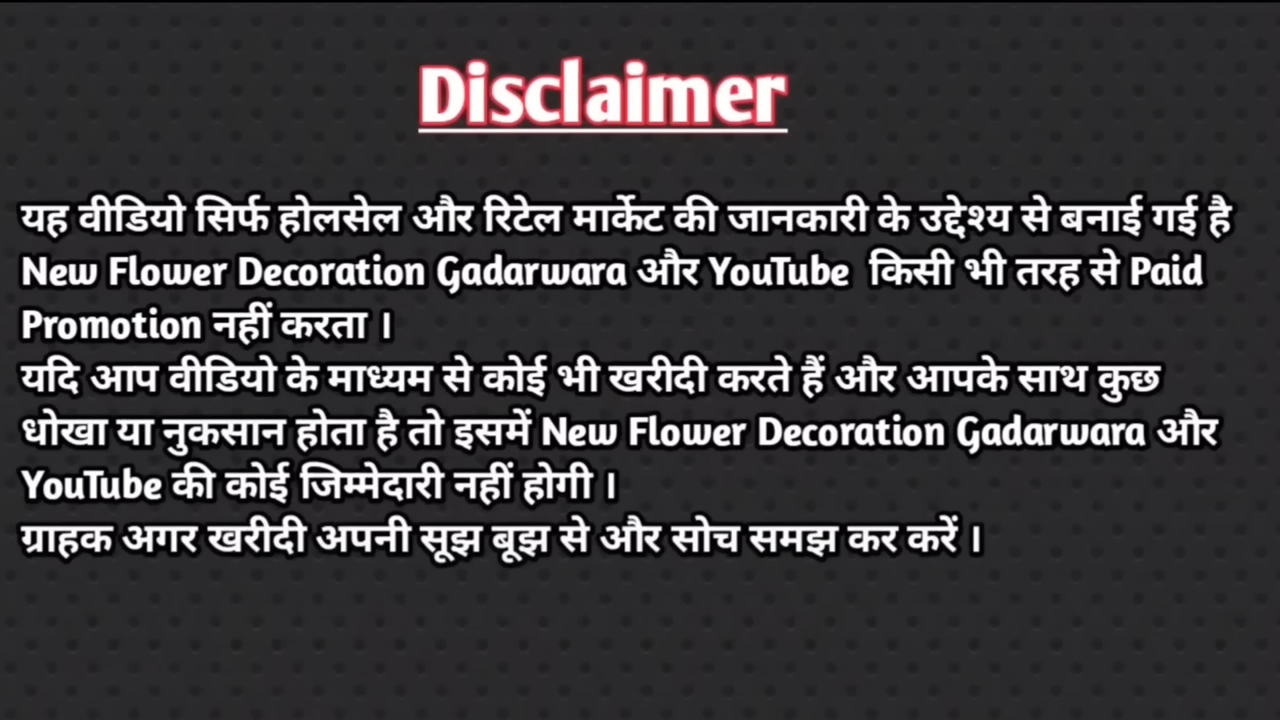 Disclaimer
यह वीडियो सिर्फ होलसेल और रिटेल मार्केट की जानकारी के उद्देश्य से बनाई गई है
New Flower Decoration Gadarwara और YouTube किसी भी तरह से Paid
Promotion नहीं करता ।
यदि आप वीडियो के माध्यम से कोई भी खरीदी करते हैं और आपके साथ कुछ
धोखा या नुकसान होता है तो इसमें New Flower Decoration Gadarwara और
YouTube की कोई जिम्मेदारी नहीं होगी ।
ग्राहक अगर खरीदी अपनी सूझ बूझ से और सोच समझ कर करें ।